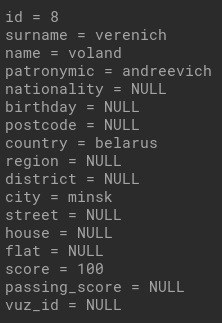 id = 8
surname = verenich
name = voland
patronymic = andreevich
nationality = NULL
birthday = NULL
postcode = NULL
country = belarus
region = NULL
district = NULL
city = minsk
street = NULL
house = NULL
flat = NULL
score = 100
passing_score = NULL
vuz_id = NULL